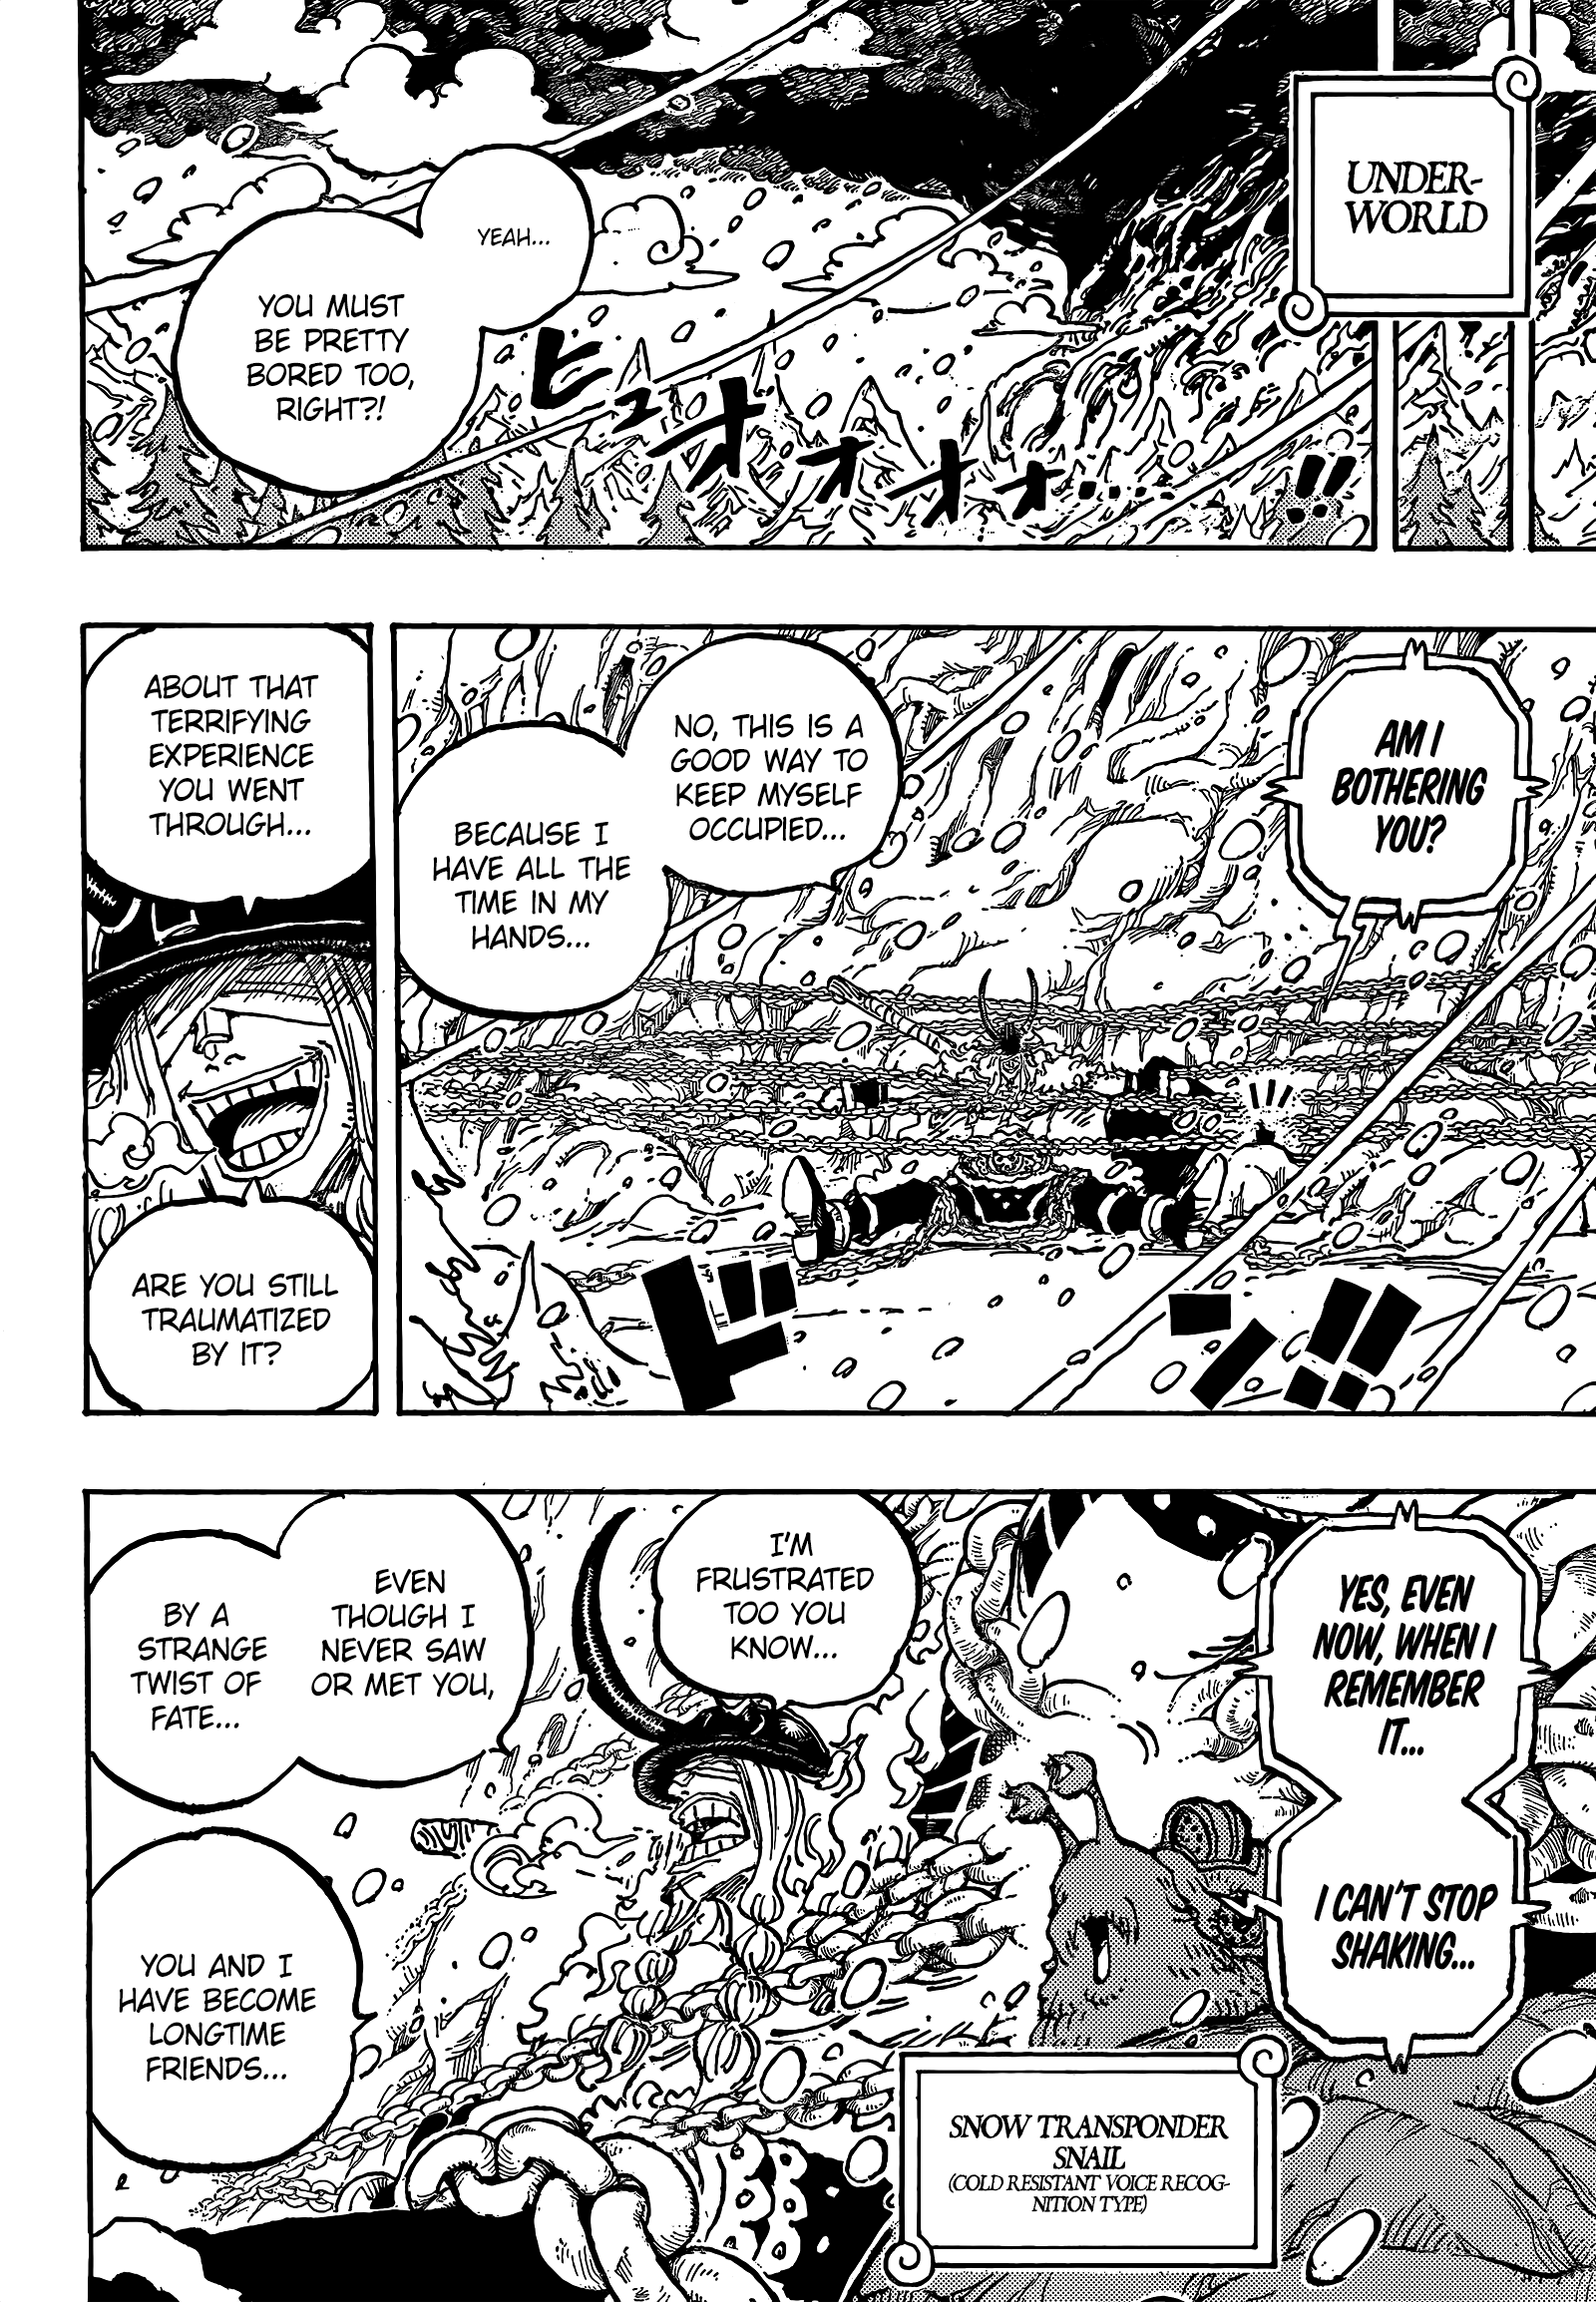 UNDER-
WORLD
YEAH...
YOU MUST
BE PRETTY
BORED TOO,
RIGHT?!
ヒュオオオオ....!!
AM I
BOTHERING
YOU?
NO, THIS IS A
GOOD WAY TO
KEEP MYSELF
OCCUPIED...
BECAUSE I
HAVE ALL THE
TIME IN MY
HANDS...
ドン!!
ABOUT THAT
TERRIFYING
EXPERIENCE
YOU WENT
THROUGH...
ARE YOU STILL
TRAUMATIZED
BY IT?
YES, EVEN
NOW, WHEN I
REMEMBER
IT...
I CAN'T STOP
SHAKING...
SNOW TRANSPONDER
SNAIL
(COLD RESISTANT VOICE RECOG-
NITION TYPE)
I'M
FRUSTRATED
TOO YOU
KNOW...
EVEN
THOUGH I
NEVER SAW
OR MET YOU,
BY A
STRANGE
TWIST OF
FATE...
YOU AND I
HAVE BECOME
LONGTIME
FRIENDS...